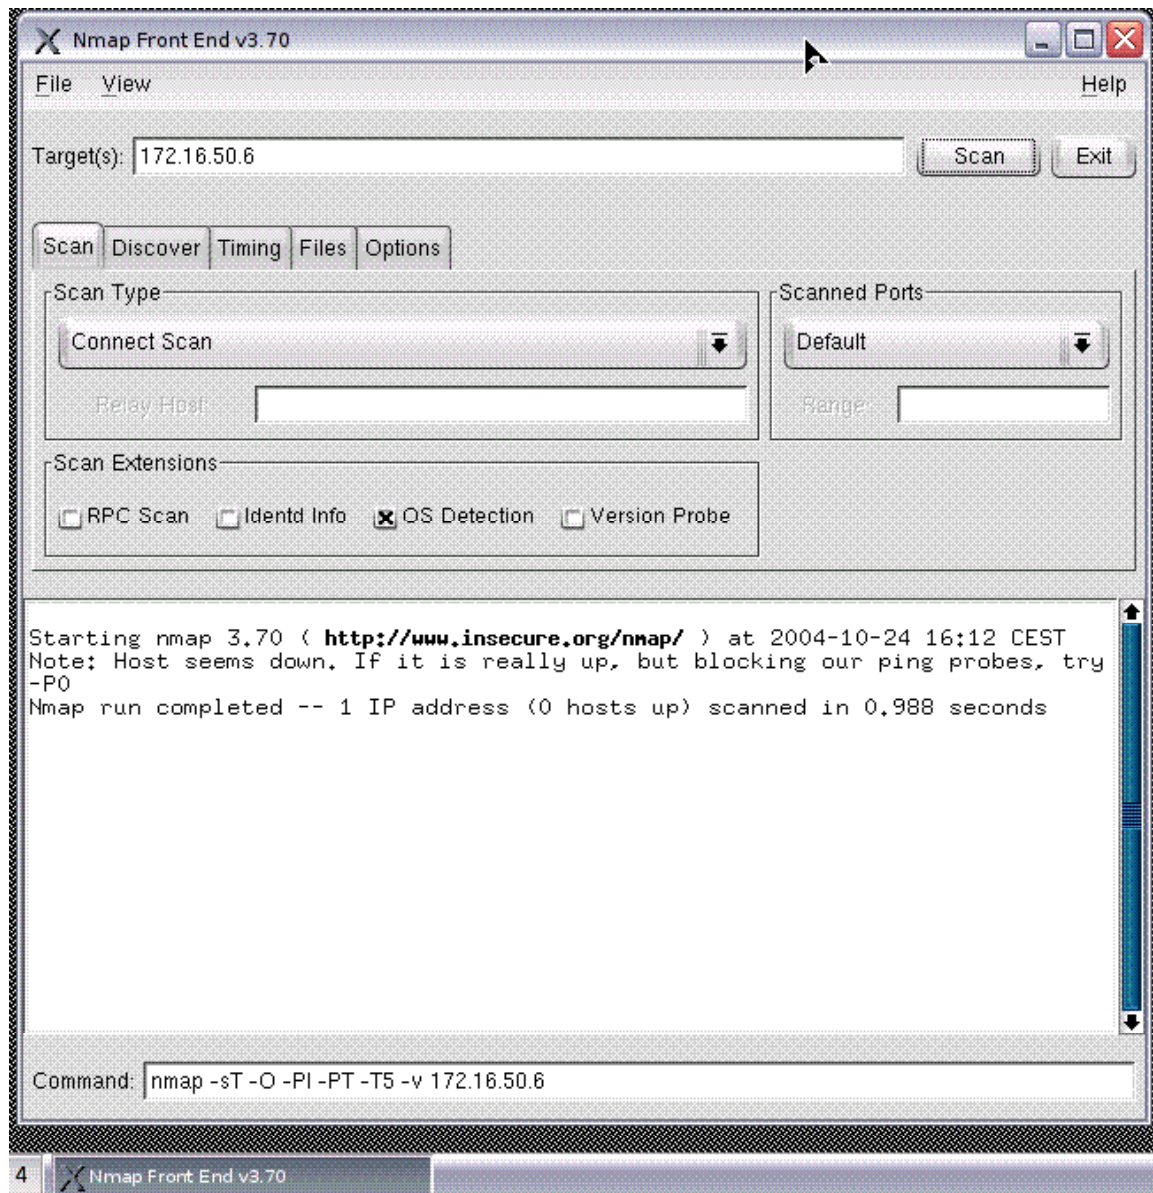 Nmap Front End v3.70
File View Help
Target(s): 172.16.50.6 Scan Exit
Scan Discover Timing Files Options
Scan Type Scanned Ports
Connect Scan Default
Relay Host: Range:
Scan Extensions
RPC Scan Identd Info OS Detection Version Probe
Starting nmap 3.70 ( http://www.insecure.org/nmap/ ) at 2004-10-24 16:12 CEST
Note: Host seems down. If it is really up, but blocking our ping probes, try
-P0
Nmap run completed -- 1 IP address (0 hosts up) scanned in 0.988 seconds
Command: nmap -sT -O -PI -PT -T5 -v 172.16.50.6
4 Nmap Front End v3.70